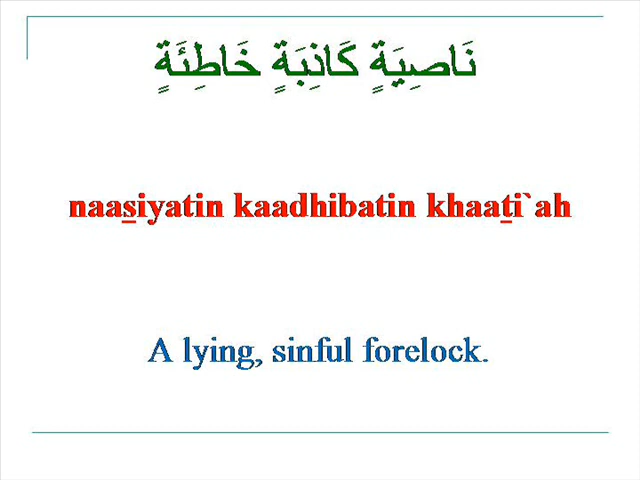 نَاصِيَةٍ كَاذِبَةٍ خَاطِئَةٍ
naasiyatin kaadhibatin khaati`ah
A lying, sinful forelock.